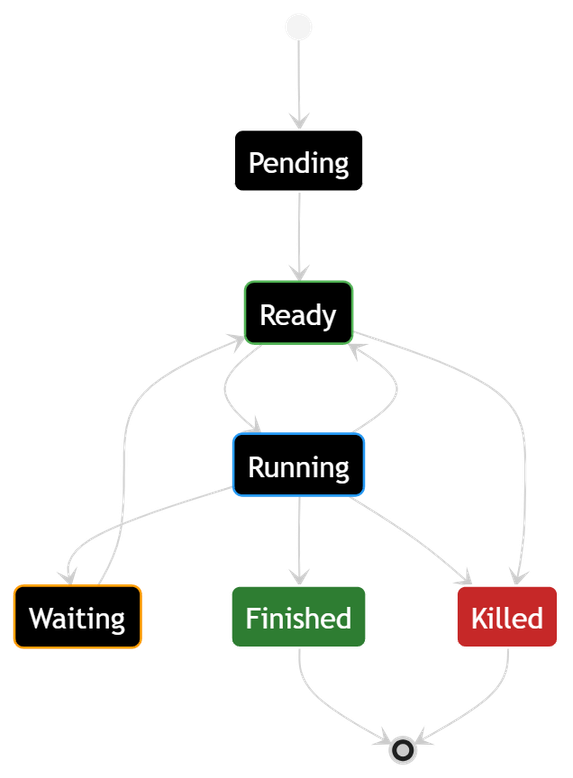 Pending
Ready
Running
Waiting
Finished
Killed